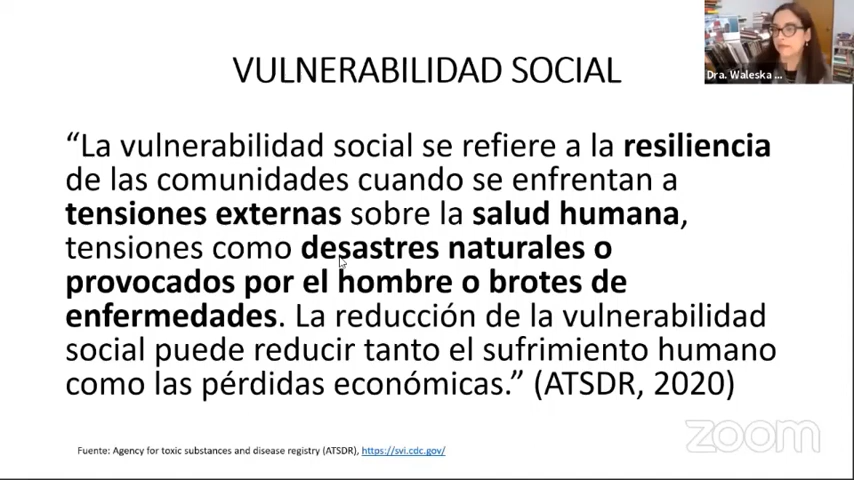 VULNERABILIDAD SOCIAL
Dra. Waleska ...
“La vulnerabilidad social se refiere a la resiliencia
de las comunidades cuando se enfrentan a
tensiones externas sobre la salud humana,
tensiones como desastres naturales o
provocados por el hombre o brotes de
enfermedades. La reducción de la vulnerabilidad
social puede reducir tanto el sufrimiento humano
como las pérdidas económicas.” (ATSDR, 2020)
Fuente: Agency for toxic substances and disease registry (ATSDR), https://svi.cdc.gov/
zoom